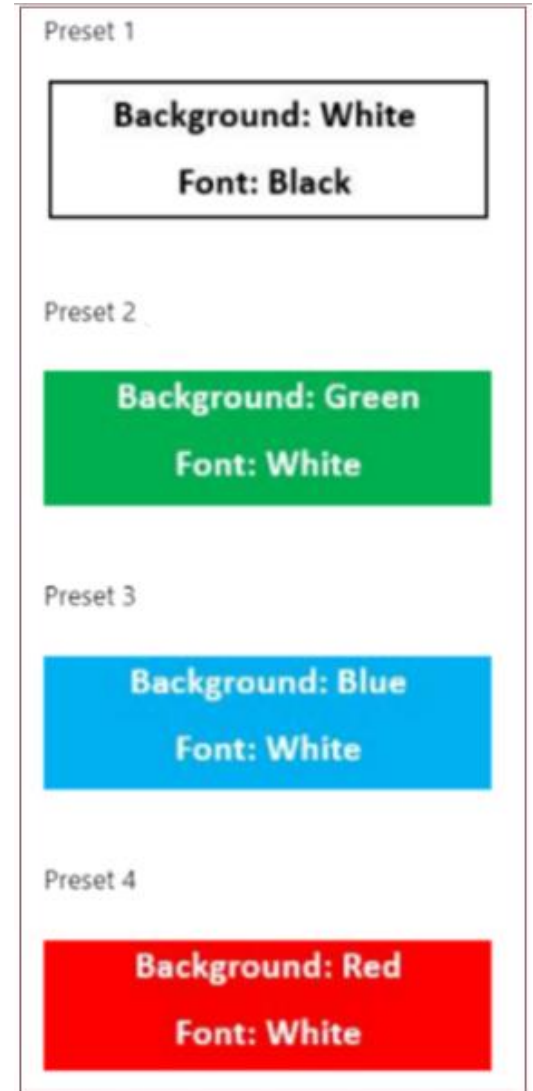 Preset 1
Background: White
Font: Black
Preset 2
Background: Green
Font: White
Preset 3
Background: Blue
Font: White
Preset 4
Background: Red
Font: White